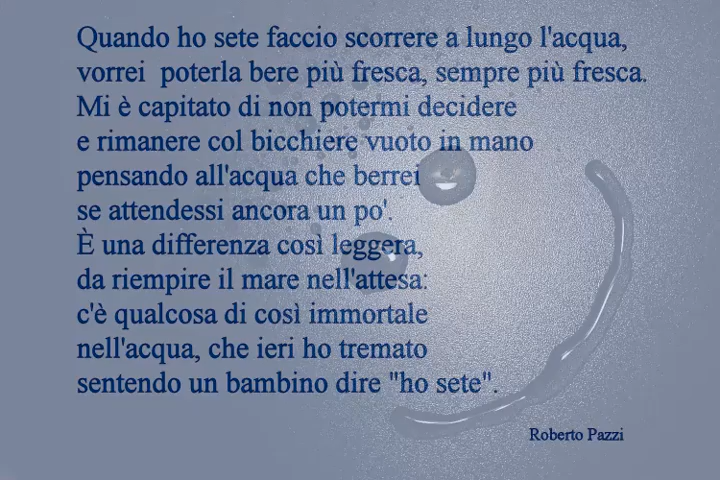 Quando ho sete faccio scorrere a lungo l'acqua,
vorrei poterla bere più fresca, sempre più fresca.
Mi è capitato di non potermi decidere
e rimanere col bicchiere vuoto in mano
pensando all'acqua che berrei
se attendessi ancora un po'.
È una differenza così leggera,
da riempire il mare nell'attesa:
c'è qualcosa di così immortale
nell'acqua, che ieri ho tremato
sentendo un bambino dire "ho sete".
Roberto Pazzi